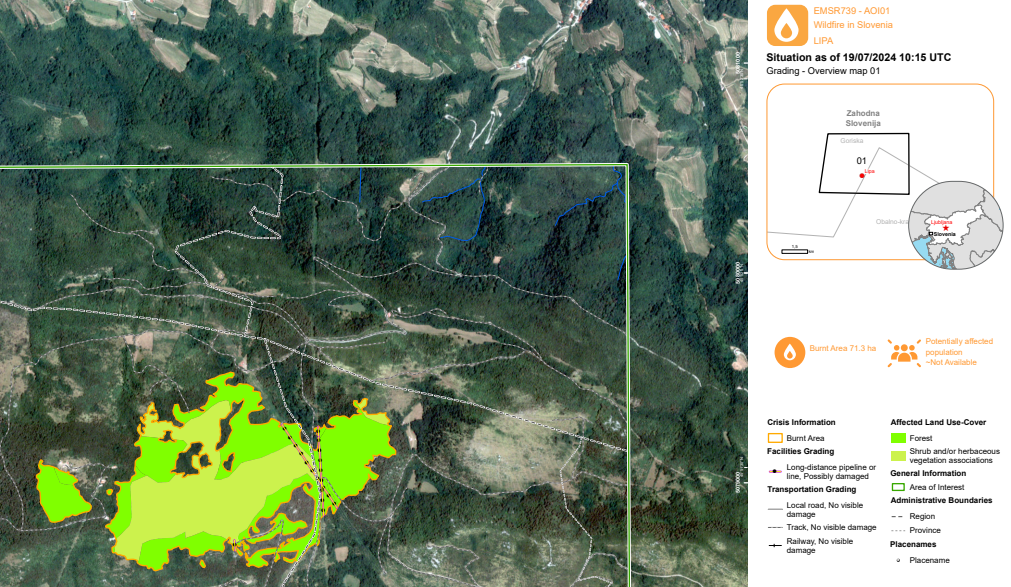 EMSR739 - AOI01
Wildfire in Slovenia
LIPA
Situation as of 19/07/2024 10:15 UTC
Grading - Overview map 01
Zahodna
Slovenija
Goriska
01
Lipa
Obalno-kra
Ljubljana
Slovenia
1,5
km
Burnt Area 71.3 ha
Potentially affected
population
~Not Available
Crisis Information
Burnt Area
Facilities Grading
Long-distance pipeline or
line, Possibly damaged
Transportation Grading
Local road, No visible
damage
Track, No visible damage
Railway, No visible
damage
Affected Land Use-Cover
Forest
Shrub and/or herbaceous
vegetation associations
General Information
Area of Interest
Administrative Boundaries
Region
Province
Placenames
Placename